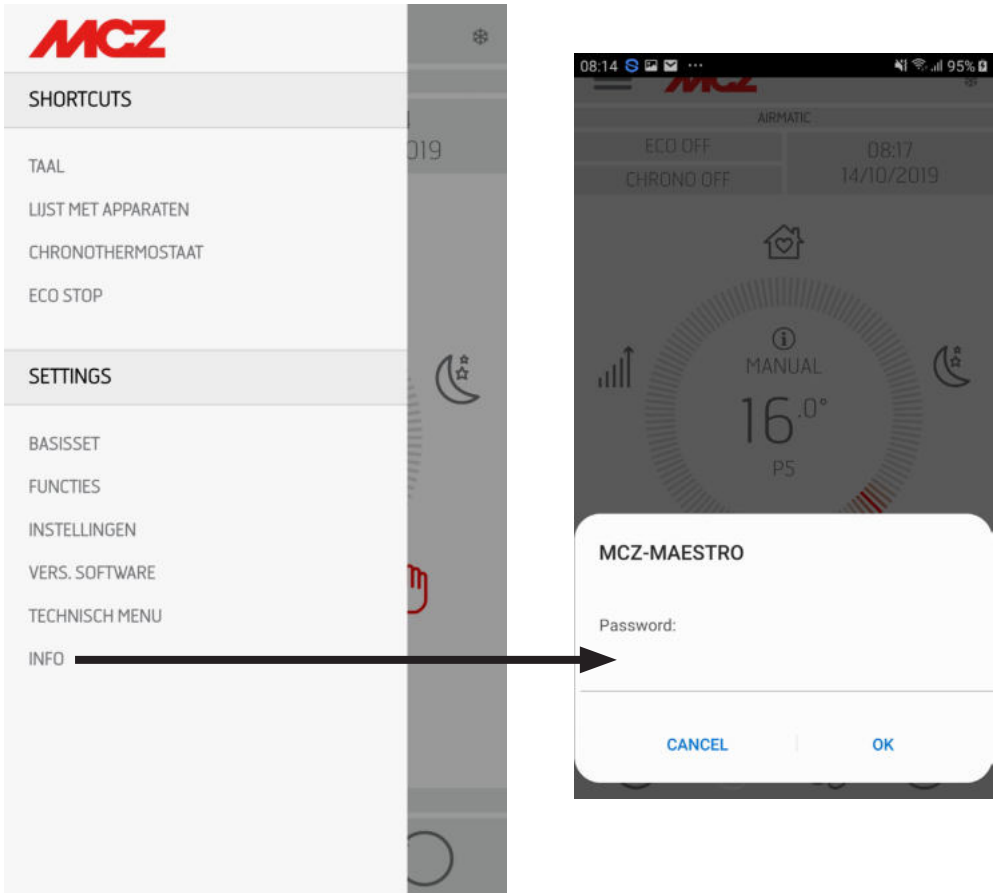 MCZ
SHORTCUTS
TAAL
LIJST MET APPARATEN
CHRONOTHERMOSTAAT
ECO STOP
SETTINGS
BASISSET
FUNCTIES
INSTELLINGEN
VERS. SOFTWARE
TECHNISCH MENU
INFO
019
08:14 95%
MCZ
AIRMATIC
ECO OFF
08:17
CHRONO OFF
14/10/2019
MANUAL
16.0°
P5
MCZ-MAESTRO
Password:
CANCEL OK